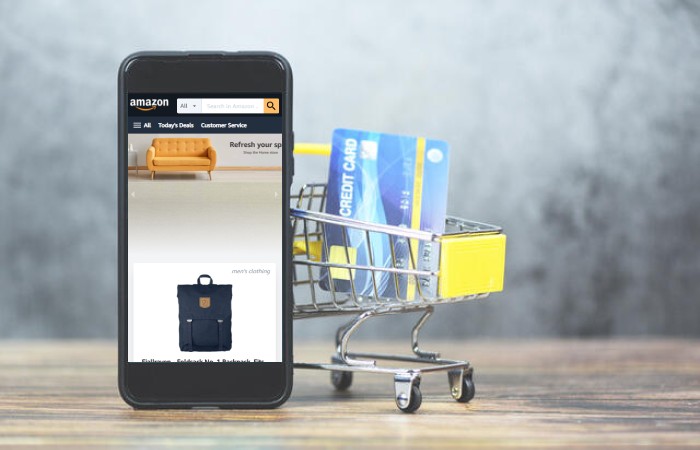 amazon
All
Search to Amazon
All Today's Deals Customer Service
Refresh your sp
Shop the Home store
men's clothing
Fjallraven - Foldsack No. 1 Backpack, Fits
CREDIT CARD